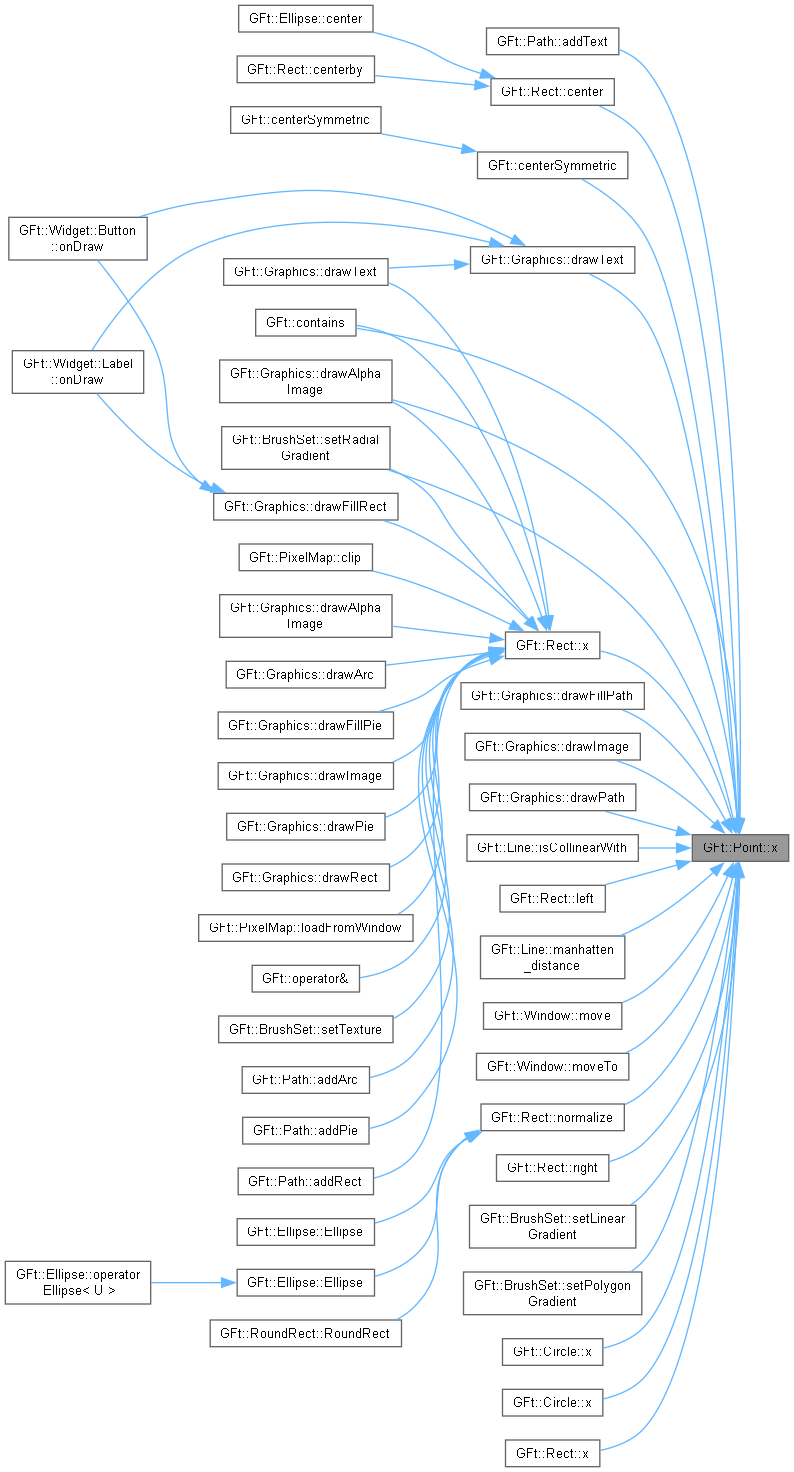 GFt::Ellipse::center
GFt::Path::addText
GFt::Rect::centerby
GFt::Rect::center
GFt::centerSymmetric
GFt::centerSymmetric
GFt::Widget::Button
::onDraw
GFt::Graphics::drawText
GFt::Graphics::drawText
GFt::contains
GFt::Widget::Label
::onDraw
GFt::Graphics::drawAlpha
Image
GFt::BrushSet::setRadial
Gradient
GFt::Graphics::drawFillRect
GFt::PixelMap::clip
GFt::Graphics::drawAlpha
Image
GFt::Rect::x
GFt::Graphics::drawArc
GFt::Graphics::drawFillPath
GFt::Graphics::drawFillPie
GFt::Graphics::drawImage
GFt::Graphics::drawImage
GFt::Graphics::drawPath
GFt::Graphics::drawPie
GFt::Line::isCollinearWith
GFt::Point::x
GFt::Graphics::drawRect
GFt::Rect::left
GFt::PixelMap::loadFromWindow
GFt::Line::manhatten
_distance
GFt::operator&
GFt::Window::move
GFt::BrushSet::setTexture
GFt::Window::moveTo
GFt::Path::addArc
GFt::Rect::normalize
GFt::Path::addPie
GFt::Rect::right
GFt::Path::addRect
GFt::BrushSet::setLinear
Gradient
GFt::Ellipse::Ellipse
GFt::Ellipse::operator
Ellipse< U >
GFt::Ellipse::Ellipse
GFt::BrushSet::setPolygon
Gradient
GFt::RoundRect::RoundRect
GFt::Circle::x
GFt::Circle::x
GFt::Rect::x